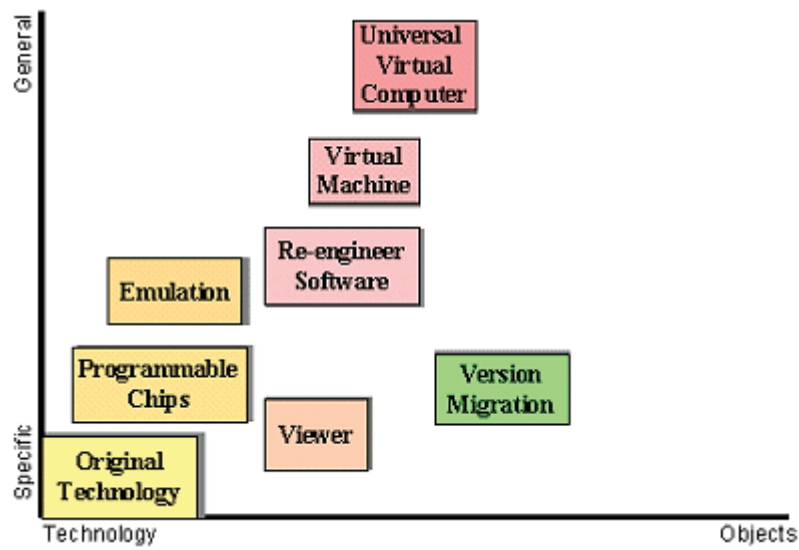 General
Universal
Virtual
Computer
Virtual
Machine
Re-engineer
Software
Emulation
Programmable
Chips
Version
Migration
Viewer
Specific
Original
Technology
Technology
Objects